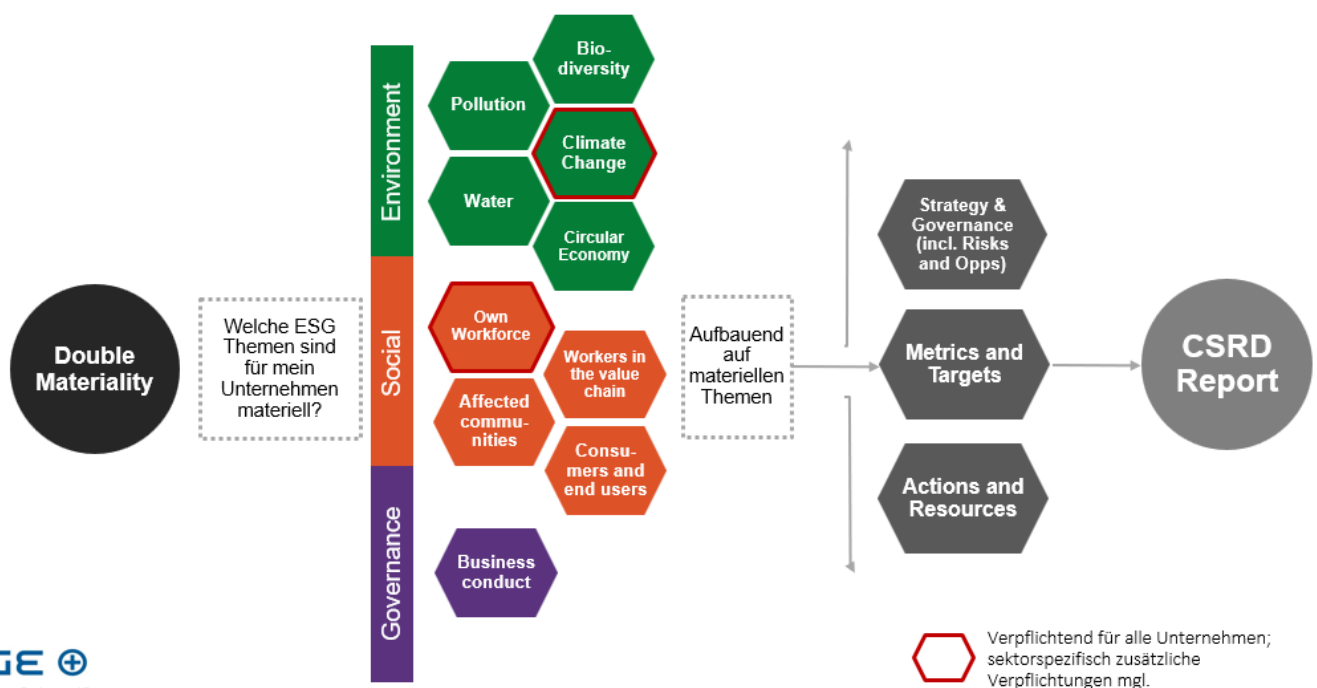 Double
Materiality
Welche ESG
Themen sind
für mein
Unternehmen
materiell?
Environment
Social
Governance
Bio-
diversity
Pollution
Climate
Change
Water
Circular
Economy
Own
Workforce
Workers in
the value
chain
Affected
commu-
nities
Consu-
mers and
end users
Business
conduct
Aufbauend
auf
materiellen
Themen
Strategy &
Governance
(incl. Risks
and Opps)
Metrics and
Targets
Actions and
Resources
CSRD
Report
Verpflichtend für alle Unternehmen;
sektorspezifisch zusätzliche
Verpflichtungen mgl.